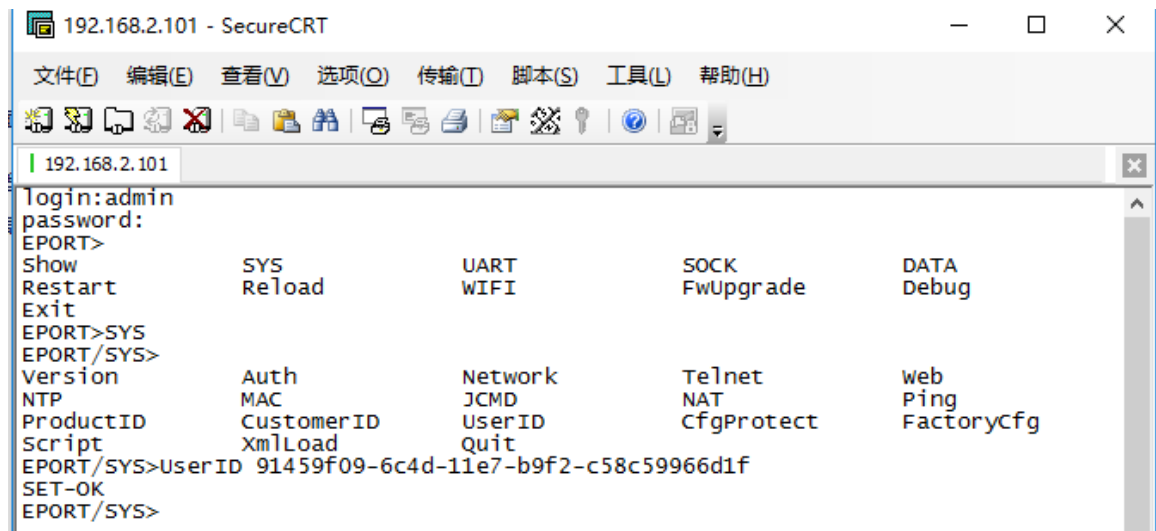 192.168.2.101 - SecureCRT
文件(F) 编辑(E) 查看(V) 选项(O) 传输(T) 脚本(S) 工具(L) 帮助(H)
192.168.2.101
login:admin
password:
EPORT>
Show SYS UART SOCK DATA
Restart Reload WIFI FwUpgrade Debug
Exit
EPORT>SYS
EPORT/SYS>
Version Auth Network Telnet Web
NTP MAC JCMD NAT Ping
ProductID CustomerID UserID CfgProtect FactoryCfg
Script XmlLoad Quit
EPORT/SYS>UserID 91459f09-6c4d-11e7-b9f2-c58c59966d1f
SET-OK
EPORT/SYS>